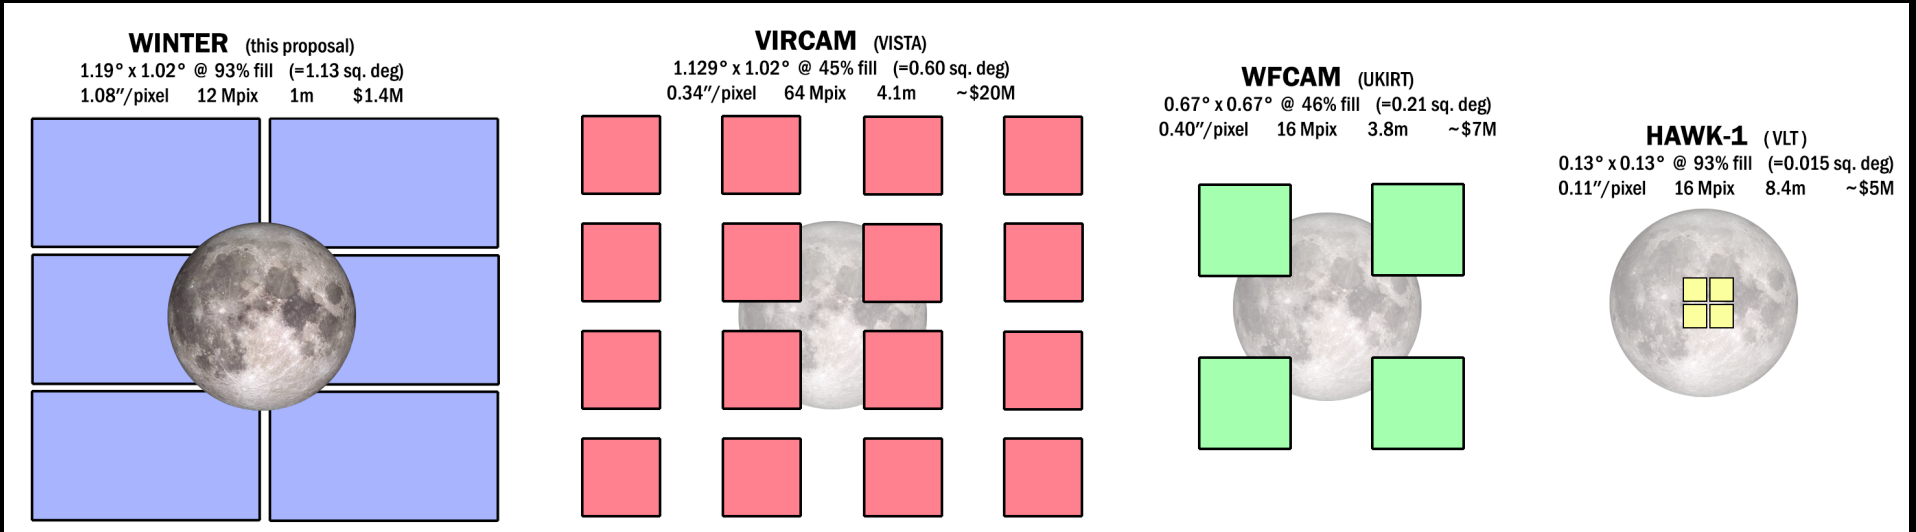 WINTER (this proposal)
1.19° x 1.02° @ 93% fill (=1.13 sq. deg)
1.08″/pixel 12 Mpix 1m $1.4M
VIRCAM (VISTA)
1.129° x 1.02° @ 45% fill (=0.60 sq. deg)
0.34″/pixel 64 Mpix 4.1m ~$20M
WFCAM (UKIRT)
0.67° x 0.67° @ 46% fill (=0.21 sq. deg)
0.40″/pixel 16 Mpix 3.8m ~$7M
HAWK-1 ( VLT )
0.13° x 0.13° @ 93% fill (=0.015 sq. deg)
0.11″/pixel 16 Mpix 8.4m ~$5M